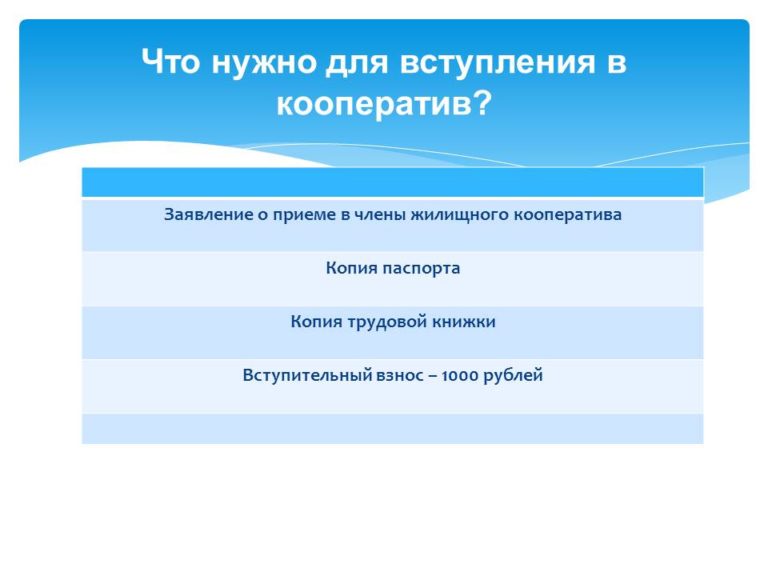 Что нужно для вступления в
кооператив?
Заявление о приеме в члены жилищного кооператива
Копия паспорта
Копия трудовой книжки
Вступительный взнос – 1000 рублей